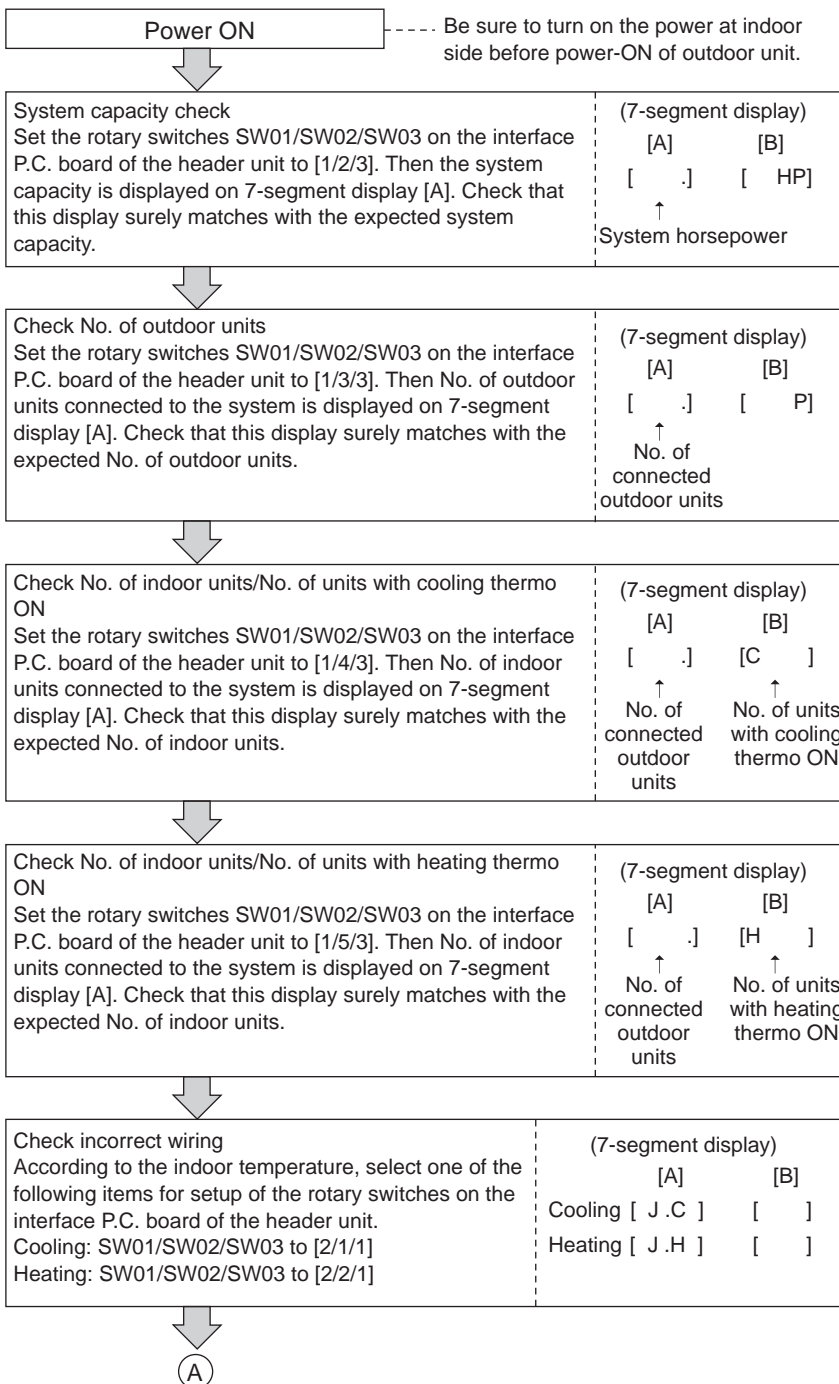 Power ON
Be sure to turn on the power at indoor
side before power-ON of outdoor unit.
System capacity check
Set the rotary switches SW01/SW02/SW03 on the interface
P.C. board of the header unit to [1/2/3]. Then the system
capacity is displayed on 7-segment display [A]. Check that
this display surely matches with the expected system
capacity.
(7-segment display)
[A] [B]
[ .] [ HP]
↑
System horsepower
Check No. of outdoor units
Set the rotary switches SW01/SW02/SW03 on the interface
P.C. board of the header unit to [1/3/3]. Then No. of outdoor
units connected to the system is displayed on 7-segment
display [A]. Check that this display surely matches with the
expected No. of outdoor units.
(7-segment display)
[A] [B]
[ .] [ P]
↑
No. of
connected
outdoor units
Check No. of indoor units/No. of units with cooling thermo
ON
Set the rotary switches SW01/SW02/SW03 on the interface
P.C. board of the header unit to [1/4/3]. Then No. of indoor
units connected to the system is displayed on 7-segment
display [A]. Check that this display surely matches with the
expected No. of indoor units.
(7-segment display)
[A] [B]
[ .] [C ]
↑ ↑
No. of No. of units
connected with cooling
outdoor thermo ON
units
Check No. of indoor units/No. of units with heating thermo
ON
Set the rotary switches SW01/SW02/SW03 on the interface
P.C. board of the header unit to [1/5/3]. Then No. of indoor
units connected to the system is displayed on 7-segment
display [A]. Check that this display surely matches with the
expected No. of indoor units.
(7-segment display)
[A] [B]
[ .] [H ]
↑ ↑
No. of No. of units
connected with heating
outdoor thermo ON
units
Check incorrect wiring
According to the indoor temperature, select one of the
following items for setup of the rotary switches on the
interface P.C. board of the header unit.
Cooling: SW01/SW02/SW03 to [2/1/1]
Heating: SW01/SW02/SW03 to [2/2/1]
(7-segment display)
[A] [B]
Cooling [ J .C ] [ ]
Heating [ J .H ] [ ]
A